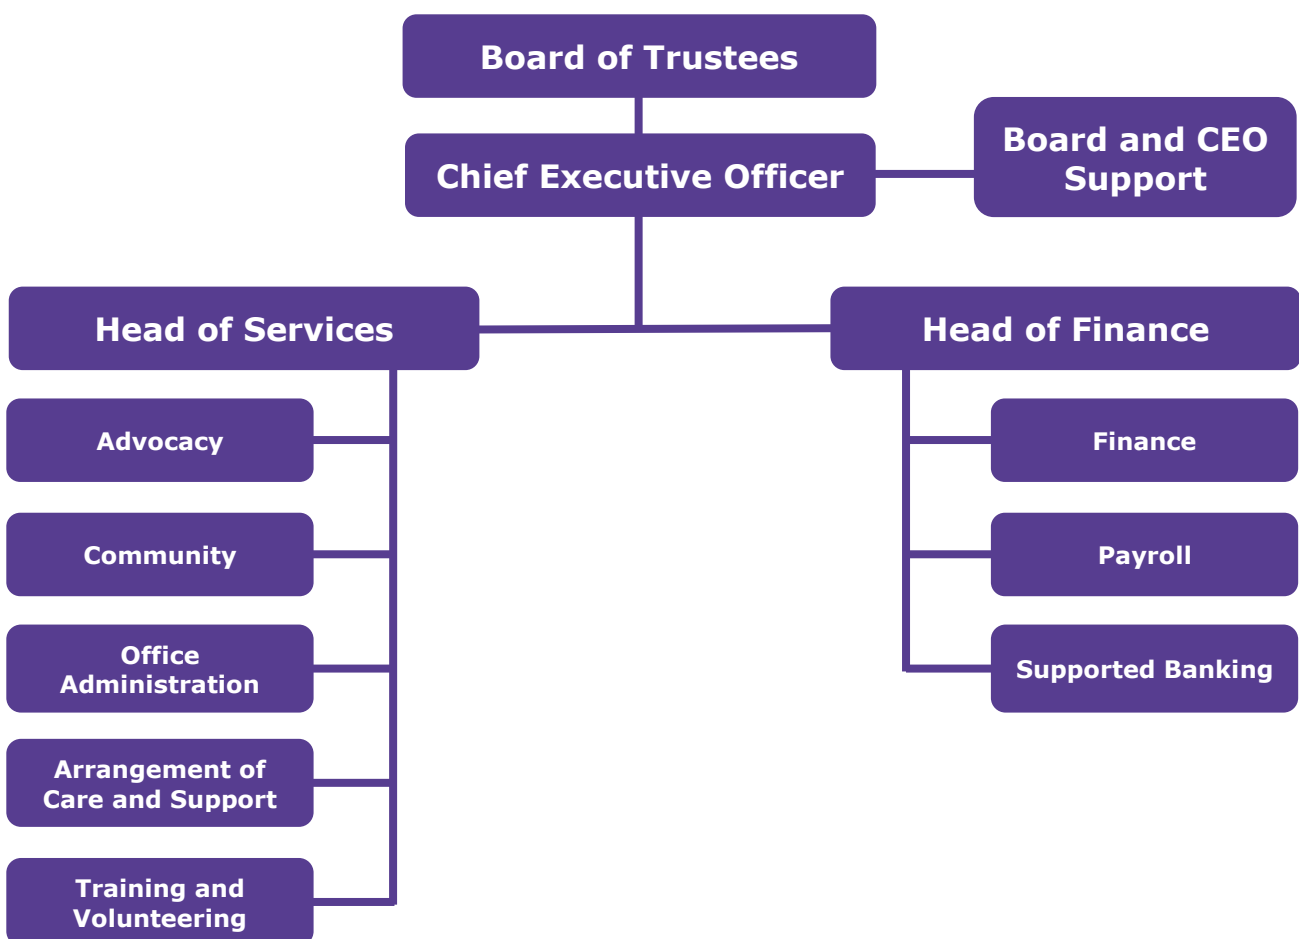 Board of Trustees
Chief Executive Officer
Board and CEO
Support
Head of Services
Head of Finance
Advocacy
Finance
Community
Payroll
Office
Administration
Supported Banking
Arrangement of
Care and Support
Training and
Volunteering